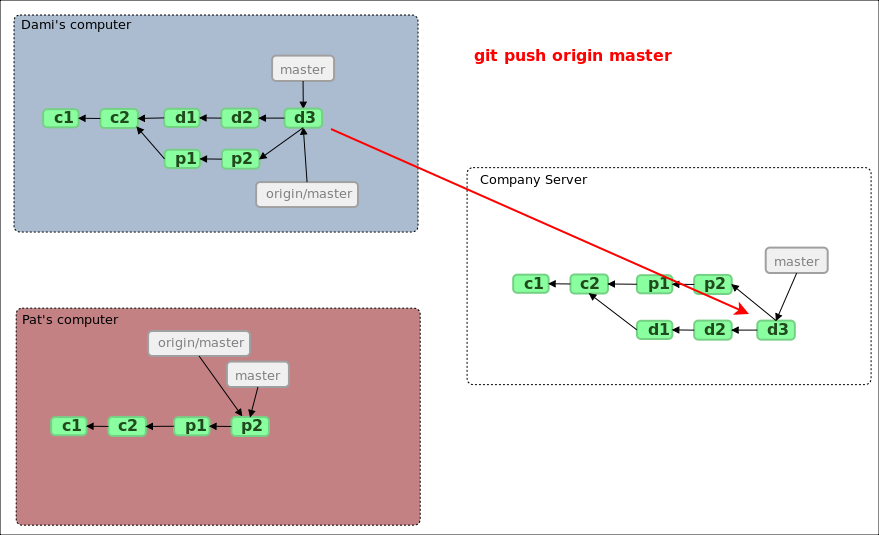 Dami's computer
master
c1 c2 d1 d2 d3
p1 p2
origin/master
git push origin master
Company Server
master
c1 c2 p1 p2
d1 d2 d3
Pat's computer
origin/master
master
c1 c2 p1 p2